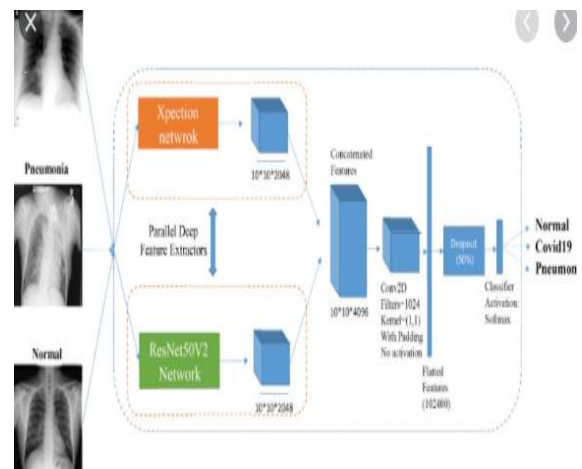 Pneumonia
Normal
Xpection
netwrok
10*10*2048
Parallel Deep
Feature Extractors
ResNet50V2
Network
10*10*2048
Concatenated
Features
10*10*4096
Conv2D
Filters=1024
Kernel=(1,1)
With Padding
No activation
Flatted
Features
(102400)
Dropout
(50%)
Classifier
Activation:
Softmax
Normal
Covid19
Pneumon